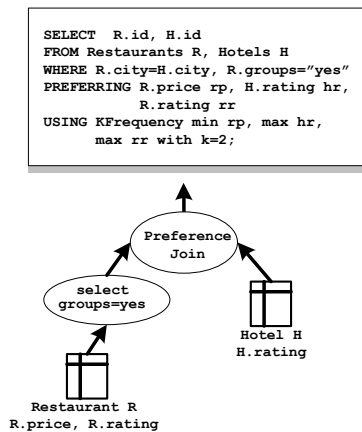 SELECT R.id, H.id
FROM Restaurants R, Hotels H
WHERE R.city=H.city, R.groups=”yes”
PREFERRING R.price rp, H.rating hr,
R.rating rr
USING KFrequency min rp, max hr,
max rr with k=2;
Preference
Join
select
groups=yes
Hotel H
H.rating
Restaurant R
R.price, R.rating